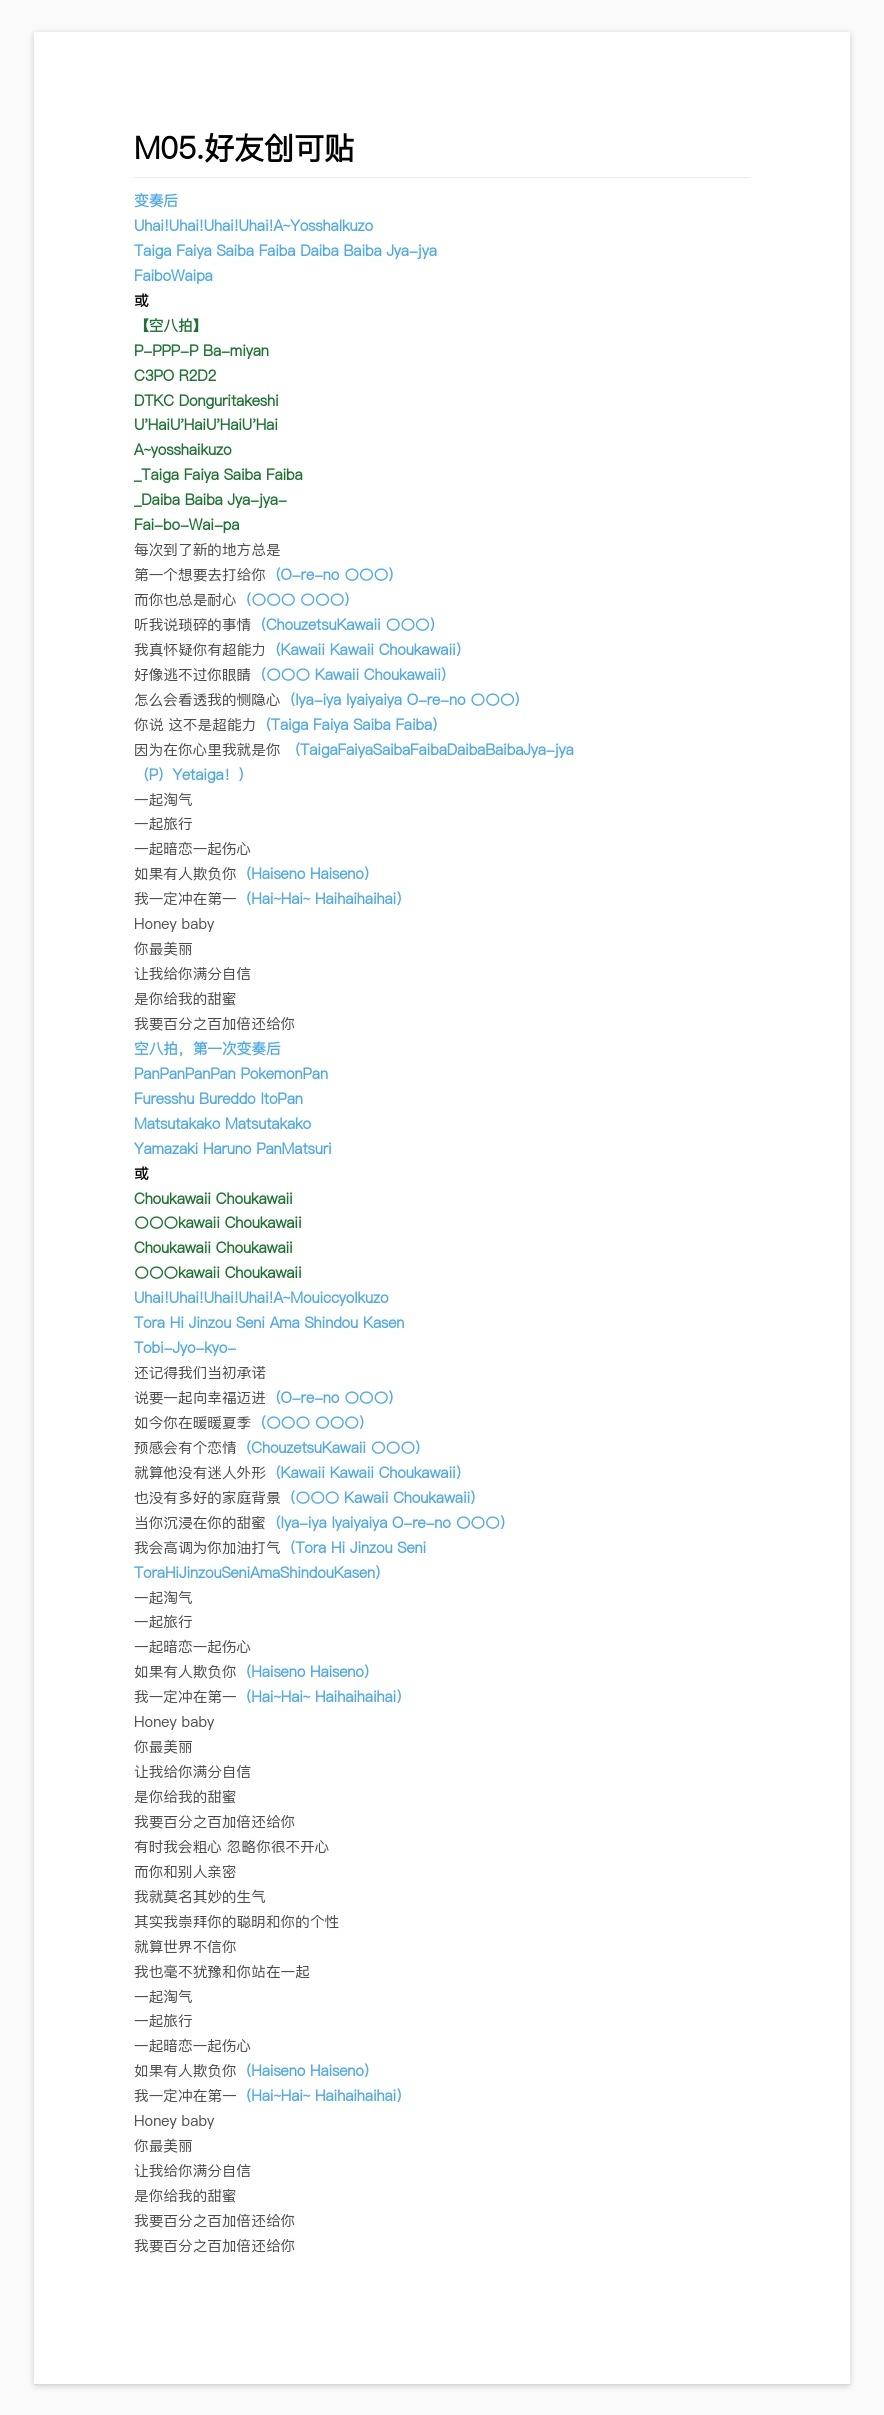 M05.好友创可贴
变奏后
Uhai!Uhai!Uhai!Uhai!A~YosshaIkuzo
Taiga Faiya Saiba Faiba Daiba Baiba Jya-jya
FaiboWaipa
或
【空八拍】
P-PPP-P Ba-miyan
C3PO R2D2
DTKC Donguritakeshi
U'HaiU'HaiU'HaiU'Hai
A~yosshaikuzo
_Taiga Faiya Saiba Faiba
_Daiba Baiba Jya-jya-
Fai-bo-Wai-pa
每次到了新的地方总是
第一个想要去打给你（O-re-no 〇〇〇）
而你也总是耐心（〇〇〇 〇〇〇）
听我说琐碎的事情（ChouzetsuKawaii 〇〇〇）
我真怀疑你有超能力（Kawaii Kawaii Choukawaii）
好像逃不过你眼睛（〇〇〇 Kawaii Choukawaii）
怎么会看透我的恻隐心（Iya-iya Iyaiyaiya O-re-no 〇〇〇）
你说 这不是超能力（Taiga Faiya Saiba Faiba）
因为在你心里我就是你 （TaigaFaiyaSaibaFaibaDaibaBaibaJya-jya
（P）Yetaiga！）
一起淘气
一起旅行
一起暗恋一起伤心
如果有人欺负你（Haiseno Haiseno）
我一定冲在第一（Hai~Hai~ Haihaihaihai）
Honey baby
你最美丽
让我给你满分自信
是你给我的甜蜜
我要百分之百加倍还给你
空八拍，第一次变奏后
PanPanPanPan PokemonPan
Furesshu Bureddo ItoPan
Matsutakako Matsutakako
Yamazaki Haruno PanMatsuri
或
Choukawaii Choukawaii
〇〇〇kawaii Choukawaii
Choukawaii Choukawaii
〇〇〇kawaii Choukawaii
Uhai!Uhai!Uhai!Uhai!A~MouiccyoIkuzo
Tora Hi Jinzou Seni Ama Shindou Kasen
Tobi-Jyo-kyo-
还记得我们当初承诺
说要一起向幸福迈进（O-re-no 〇〇〇）
如今你在暖暖夏季（〇〇〇 〇〇〇）
预感会有个恋情（ChouzetsuKawaii 〇〇〇）
就算他没有迷人外形（Kawaii Kawaii Choukawaii）
也没有多好的家庭背景（〇〇〇 Kawaii Choukawaii）
当你沉浸在你的甜蜜（Iya-iya Iyaiyaiya O-re-no 〇〇〇）
我会高调为你加油打气（Tora Hi Jinzou Seni
ToraHiJinzouSeniAmaShindouKasen）
一起淘气
一起旅行
一起暗恋一起伤心
如果有人欺负你（Haiseno Haiseno）
我一定冲在第一（Hai~Hai~ Haihaihaihai）
Honey baby
你最美丽
让我给你满分自信
是你给我的甜蜜
我要百分之百加倍还给你
有时我会粗心 忽略你很不开心
而你和别人亲密
我就莫名其妙的生气
其实我崇拜你的聪明和你的个性
就算世界不信你
我也毫不犹豫和你站在一起
一起淘气
一起旅行
一起暗恋一起伤心
如果有人欺负你（Haiseno Haiseno）
我一定冲在第一（Hai~Hai~ Haihaihaihai）
Honey baby
你最美丽
让我给你满分自信
是你给我的甜蜜
我要百分之百加倍还给你
我要百分之百加倍还给你